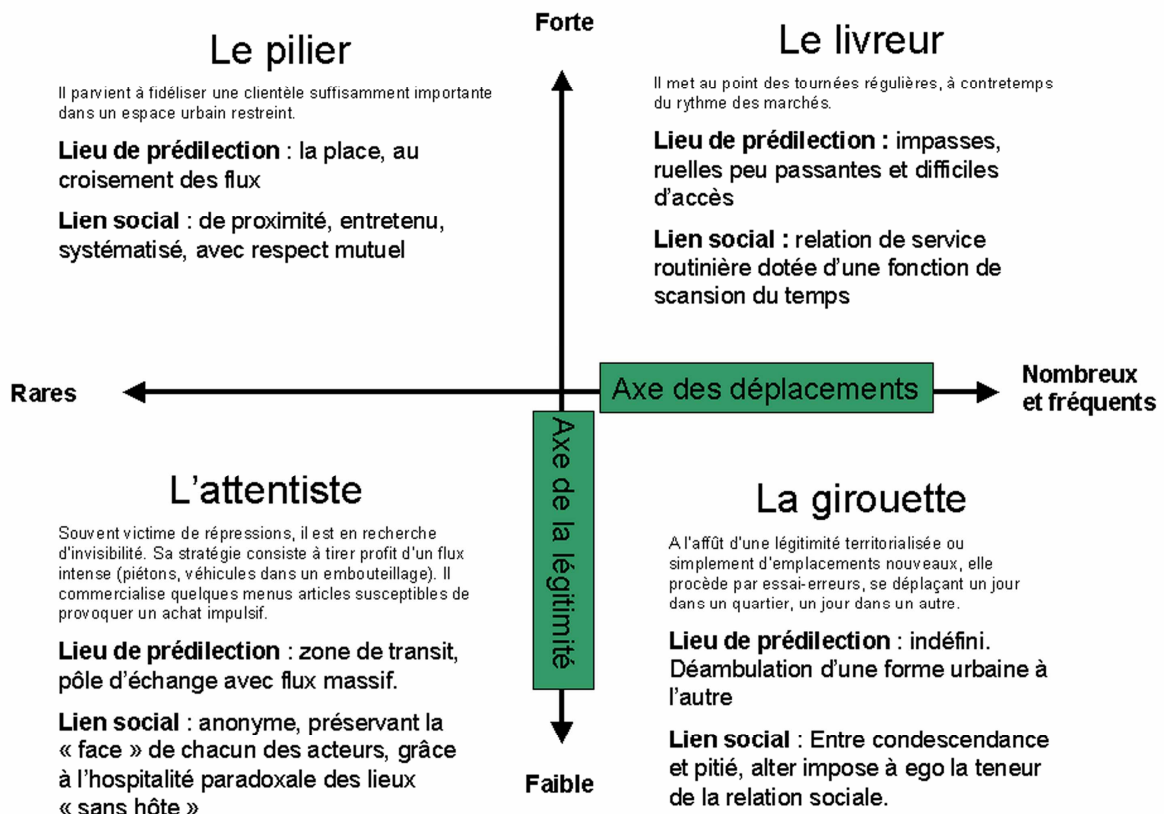 Forte
Le pilier
Il parvient à fidéliser une clientèle suffisamment importante
dans un espace urbain restreint.
Lieu de prédilection : la place, au
croisement des flux
Lien social : de proximité, entretenu,
systématisé, avec respect mutuel
Le livreur
Il met au point des tournées régulières, à contretemps
du rythme des marchés.
Lieu de prédilection : impasses,
ruelles peu passantes et difficiles
d'accès
Lien social : relation de service
routinière dotée d'une fonction de
scansion du temps
Rares
Axe des déplacements
Nombreux
et fréquents
Axe de la légitimité
L'attentiste
Souvent victime de répressions, il est en recherche
d'invisibilité. Sa stratégie consiste à tirer profit d'un flux
intense (piétons, véhicules dans un embouteillage). Il
commercialise quelques menus articles susceptibles de
provoquer un achat impulsif.
Lieu de prédilection : zone de transit,
pôle d'échange avec flux massif.
Lien social : anonyme, préservant la
« face » de chacun des acteurs, grâce
à l'hospitalité paradoxale des lieux
« sans hôte »
La girouette
A l'affût d'une légitimité territorialisée ou
simplement d'emplacements nouveaux, elle
procède par essai-erreurs, se déplaçant un jour
dans un quartier, un jour dans un autre.
Lieu de prédilection : indéfini.
Déambulation d'une forme urbaine à
l'autre
Lien social : Entre condescendance
et pitié, alter impose à ego la teneur
de la relation sociale.
Faible